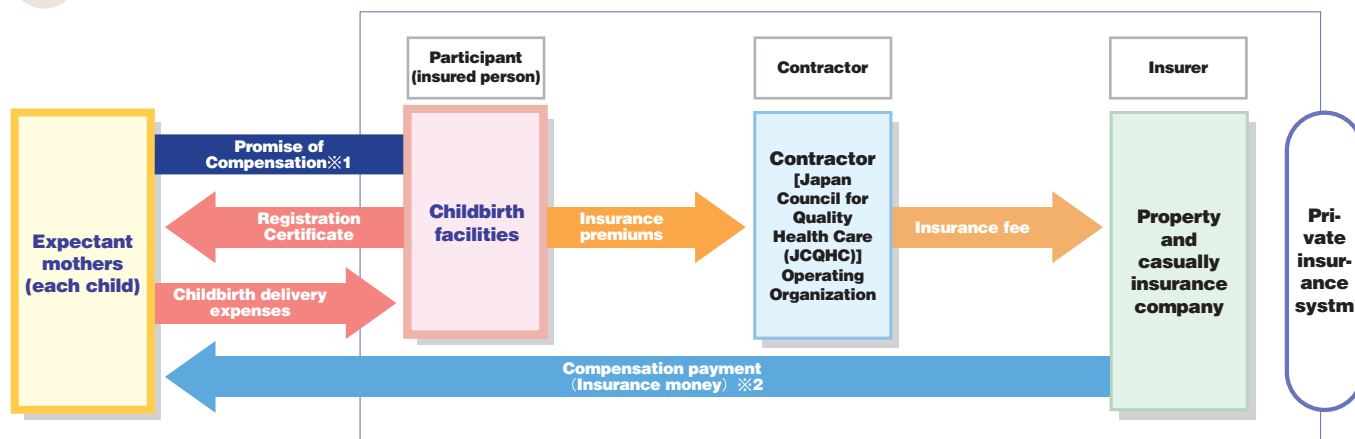 Participant
(insured person)
Contractor
Insurer
Expectant
mothers
(each child)
Promise of
Compensation※1
Registration
Certificate
Childbirth delivery
expenses
Childbirth
facilities
Insurance
premiums
Contractor
[Japan
Council for
Quality
Health Care
(JCQHC)]
Operating
Organization
Insurance fee
Property
and
casually
insurance
company
Pri-
vate
insur-
ance
systm
Compensation payment
（Insurance money）※2